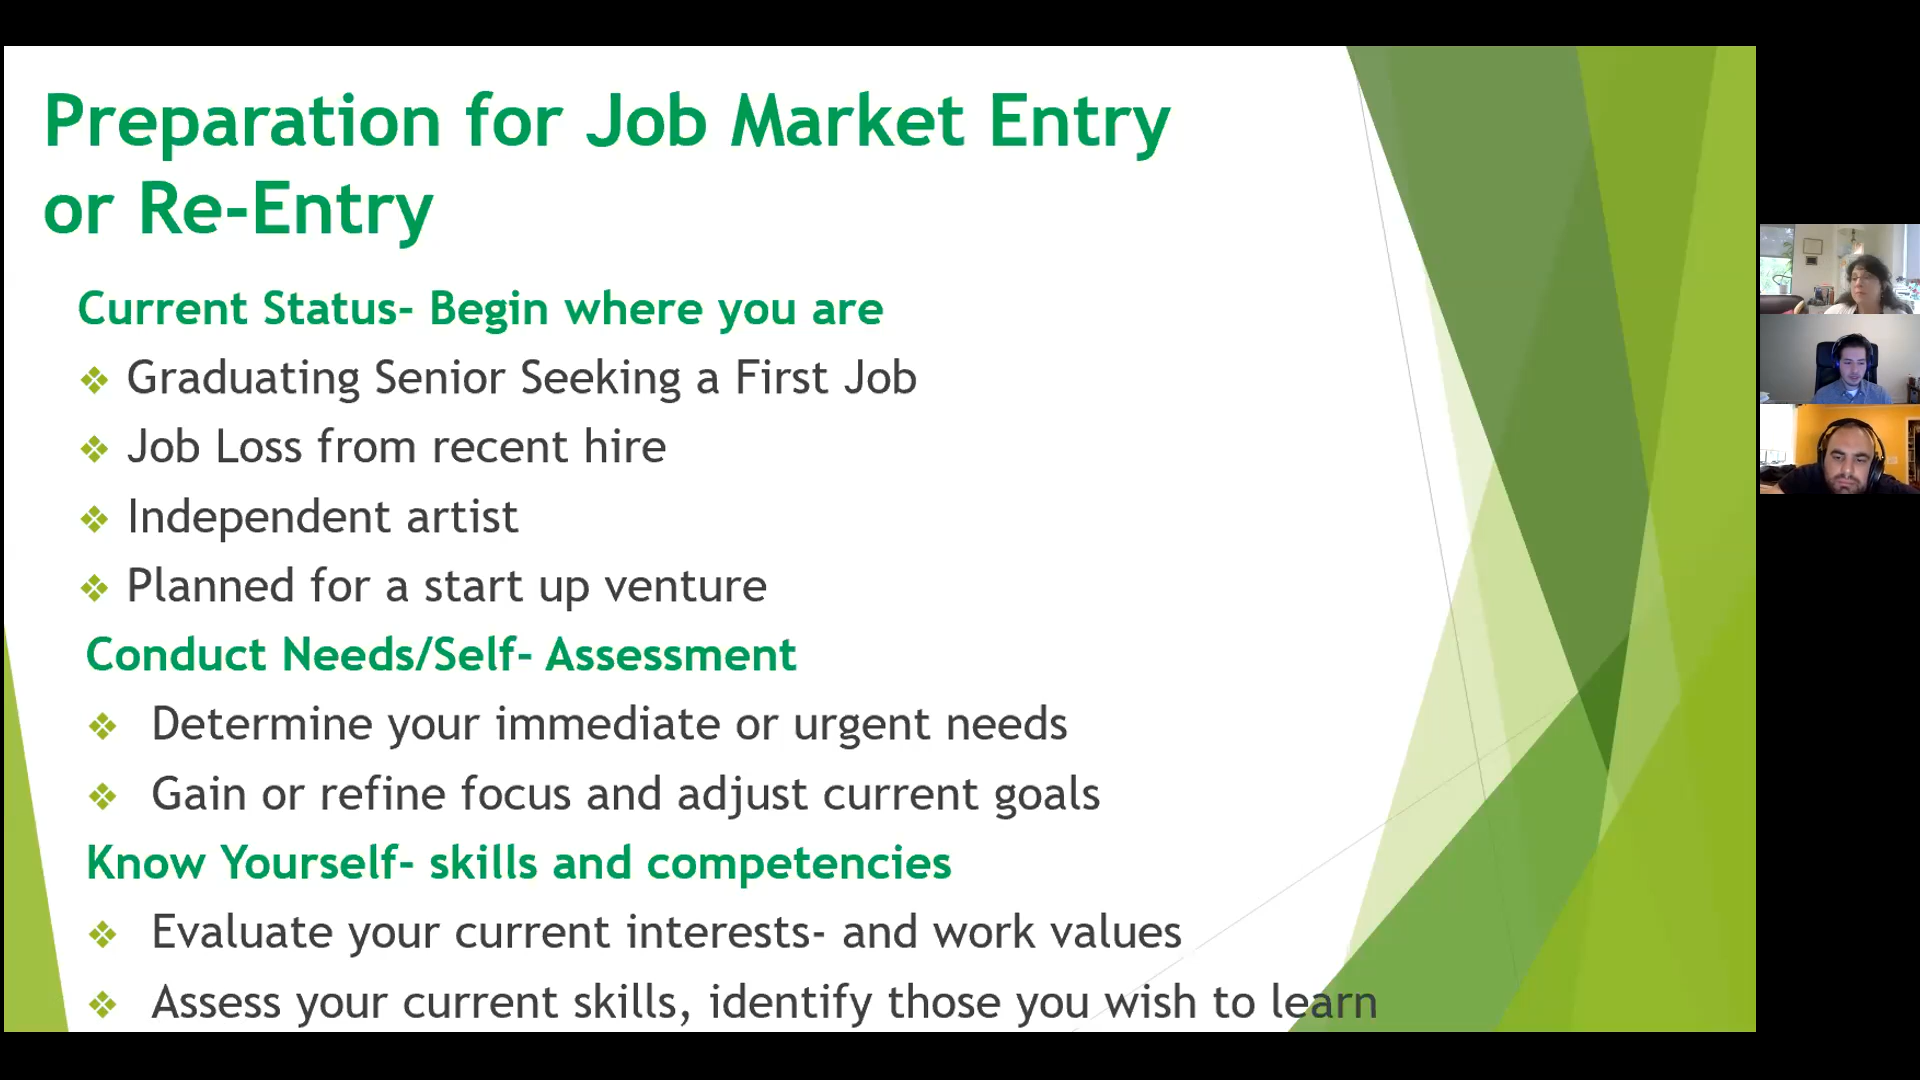 Preparation for Job Market Entry
or Re-Entry
Current Status- Begin where you are
❖ Graduating Senior Seeking a First Job
❖ Job Loss from recent hire
❖ Independent artist
❖ Planned for a start up venture
Conduct Needs/Self- Assessment
❖ Determine your immediate or urgent needs
❖ Gain or refine focus and adjust current goals
Know Yourself- skills and competencies
❖ Evaluate your current interests- and work values
❖ Assess your current skills, identify those you wish to learn